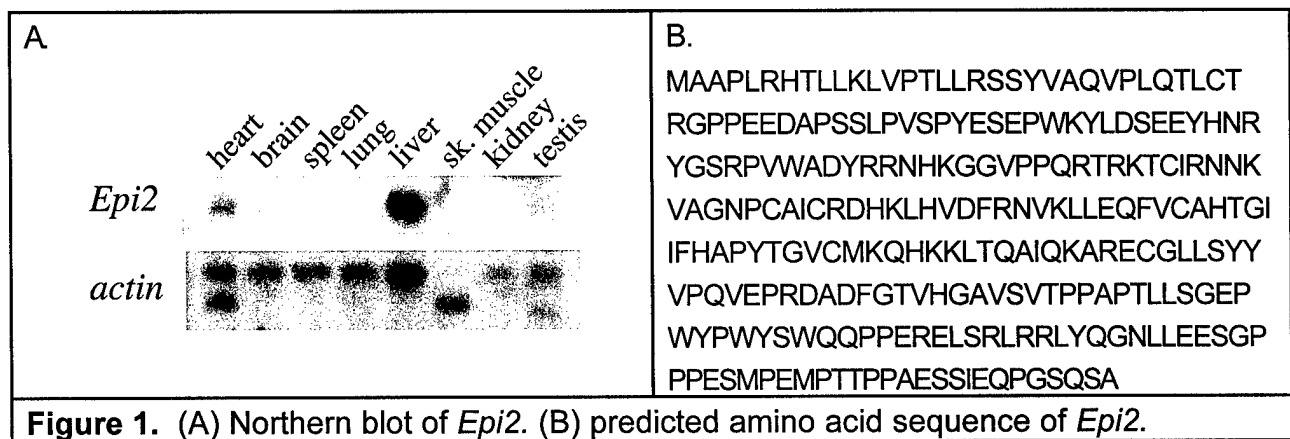 A.
heart brain spleen lung liver sk. muscle kidney testis
Epi2
actin
B.
MAAPLRHTLLKLVPTLLRSSYVAQVPLQTLCT
RGPPEEDAPSSLPVSPYESEPWKYLDSEEYHNR
YGSRPVWADYRRNHKGGVPPQRTRKTCIRNNK
VAGNPCAICRDHKLHVDFRNVKLLEQFVCAHTGI
IFHAPYTGVCMKQHKKLTQAIQKARECGLLSYY
VPQVEPRDADFGTVHGAVSVTPPAPTLLSGEP
WYPWYSWQQPPERELSRLRRLYQGNLLEESGP
PPESMPEMPTTPPAESSIEQPGSQSA
Figure 1. (A) Northern blot of Epi2. (B) predicted amino acid sequence of Epi2.